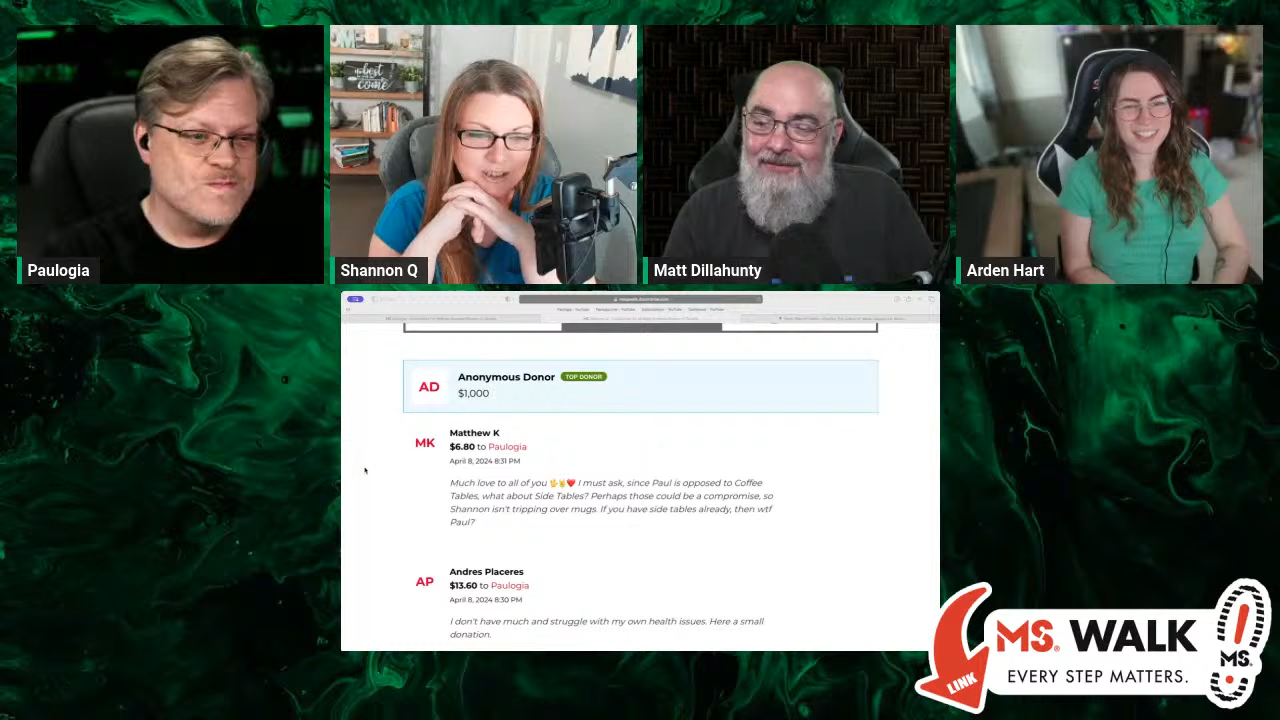 best
come
Paulogia
Shannon Q
Matt Dillahunty
Arden Hart
AD
Anonymous Donor
TOP DONOR
$1,000
MK
Matthew K
$6.80 to Paulogia
April 8, 2024 8:31 PM
Much love to all of you 🤟🤟❤️ I must ask, since Paul is opposed to Coffee
Tables, what about Side Tables? Perhaps those could be a compromise, so
Shannon isn't tripping over mugs. If you have side tables already, then wtf
Paul?
AP
Andres Placeres
$13.60 to Paulogia
April 8, 2024 8:30 PM
I don't have much and struggle with my own health issues. Here a small
donation.
LINK
MS. WALK
EVERY STEP MATTERS.
MS.